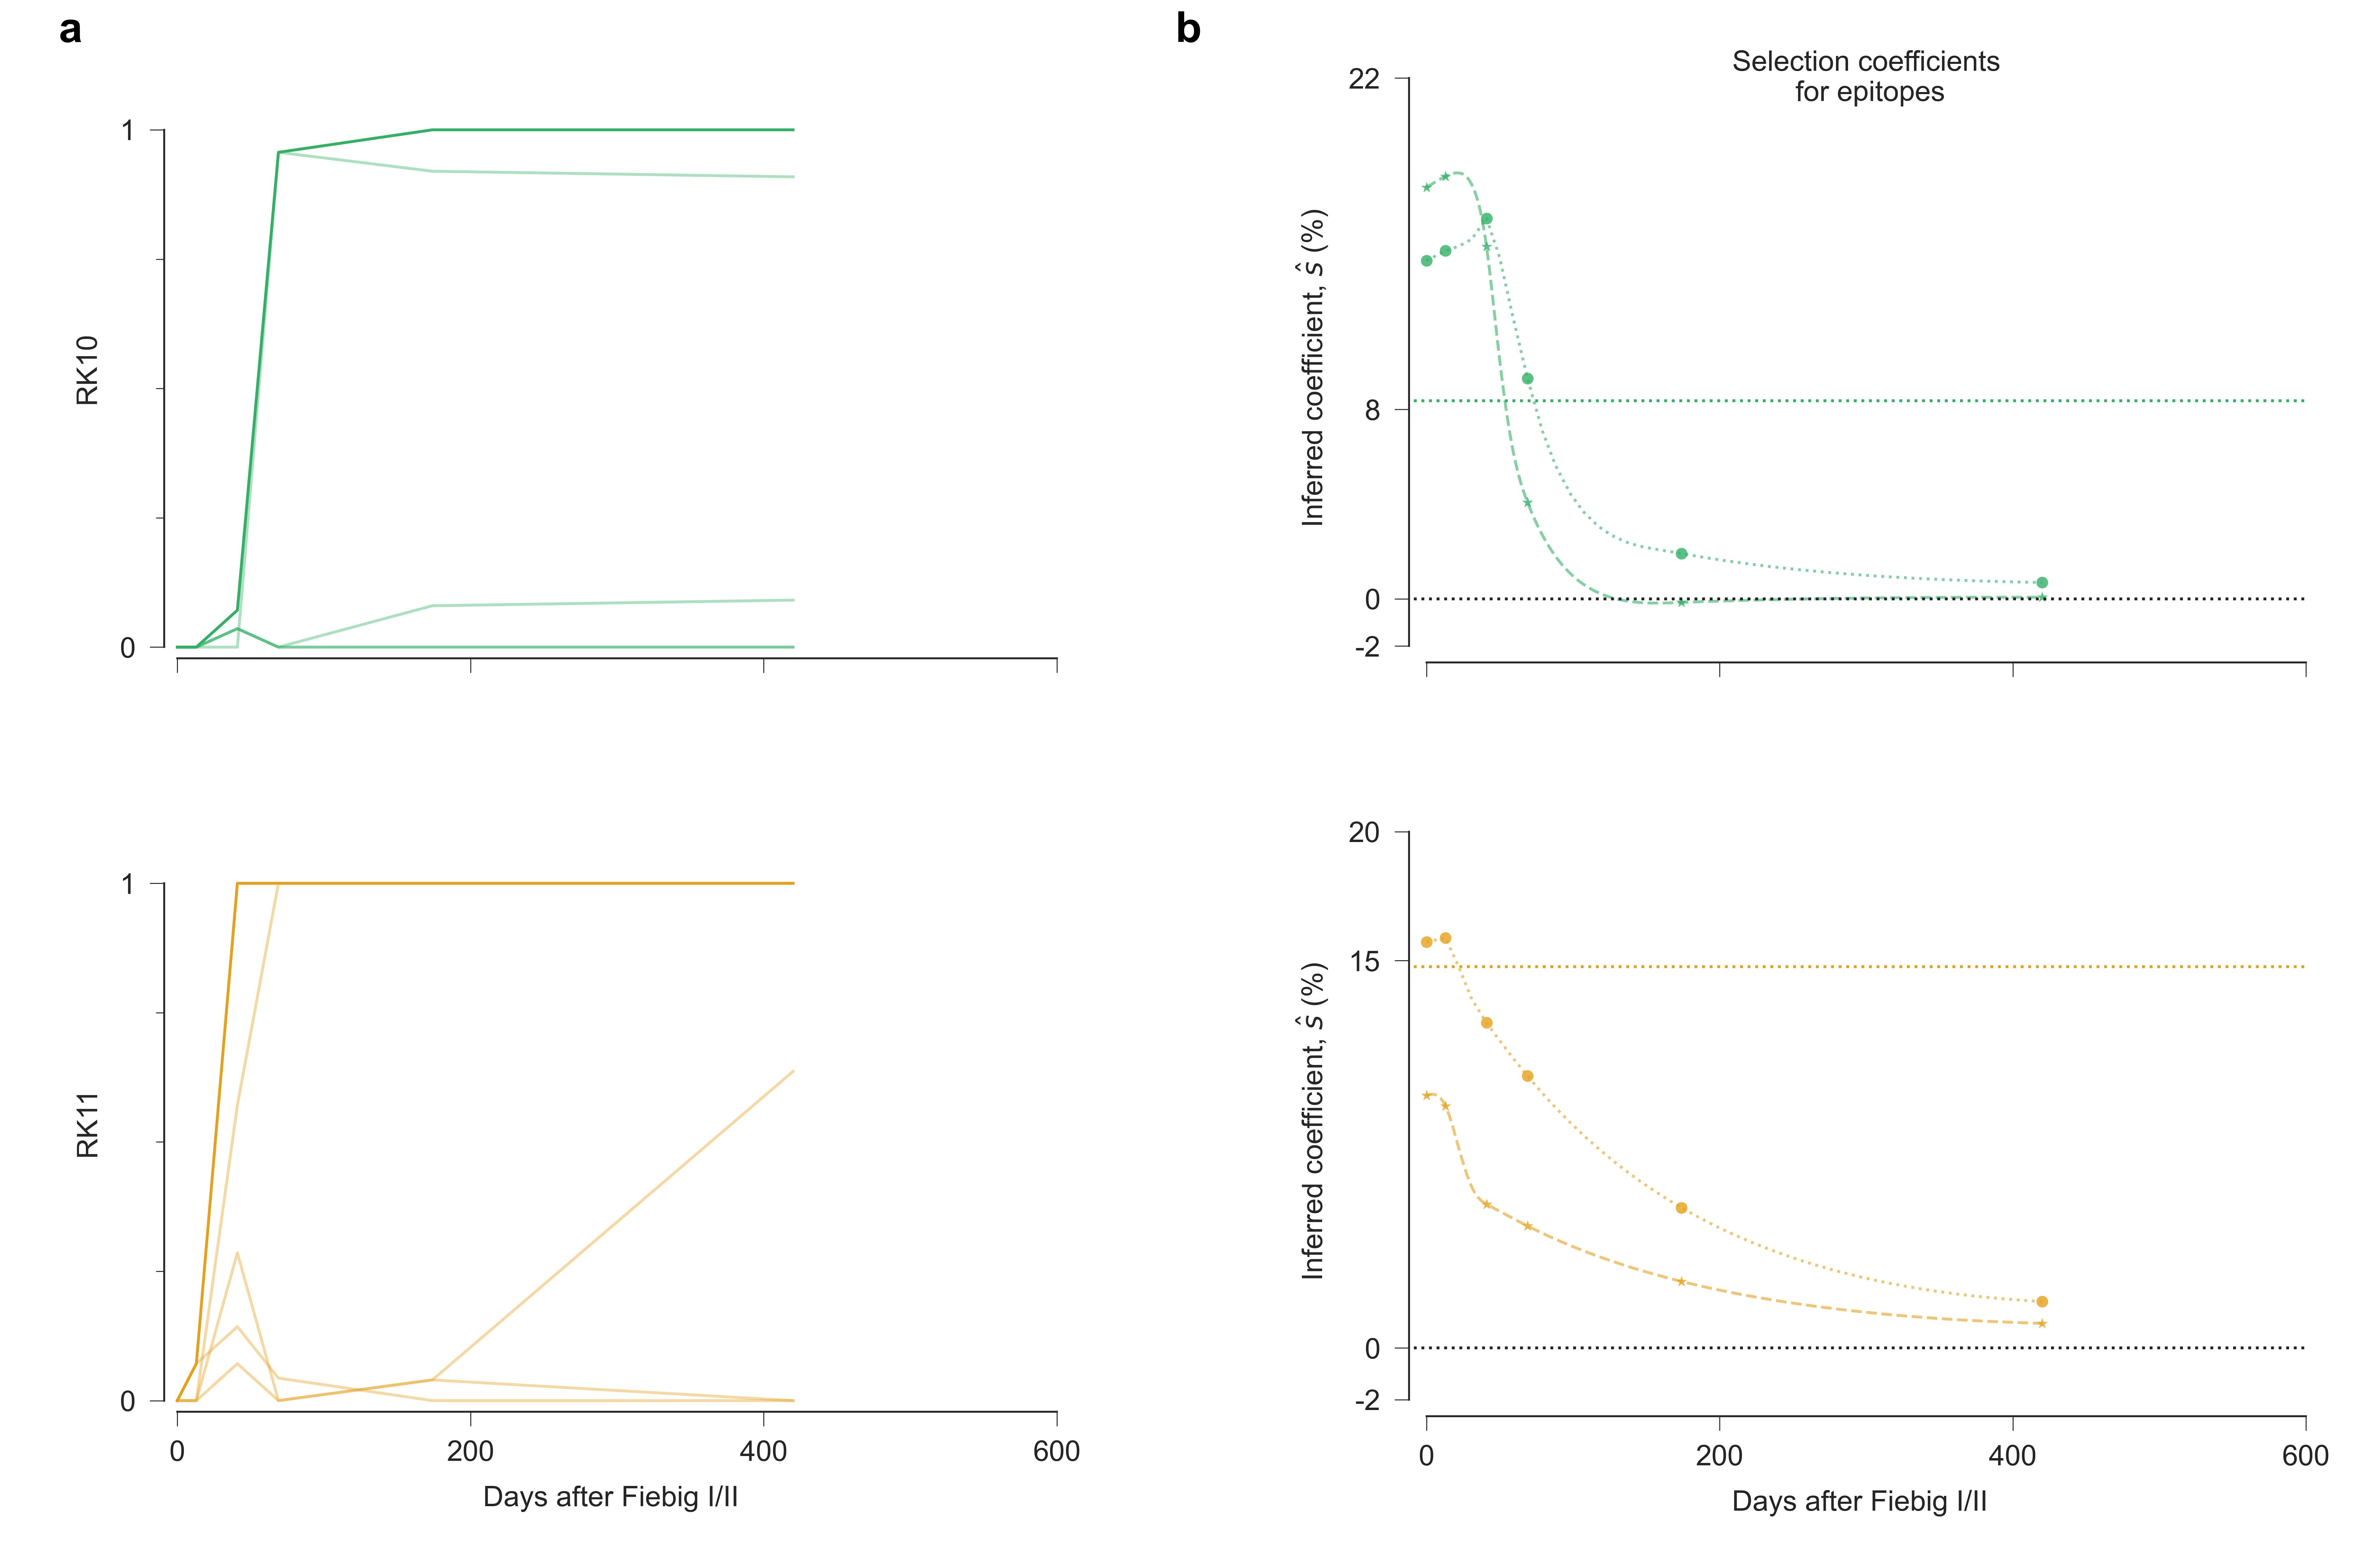 a
1
RK10
0
b
Selection coefficients
for epitopes
22
Inferred coefficient, ŝ (%)
8
0
-2
1
RK11
0
0 200 400 600
Days after Fiebig I/II
20
15
Inferred coefficient, ŝ (%)
0
-2
0 200 400 600
Days after Fiebig I/II